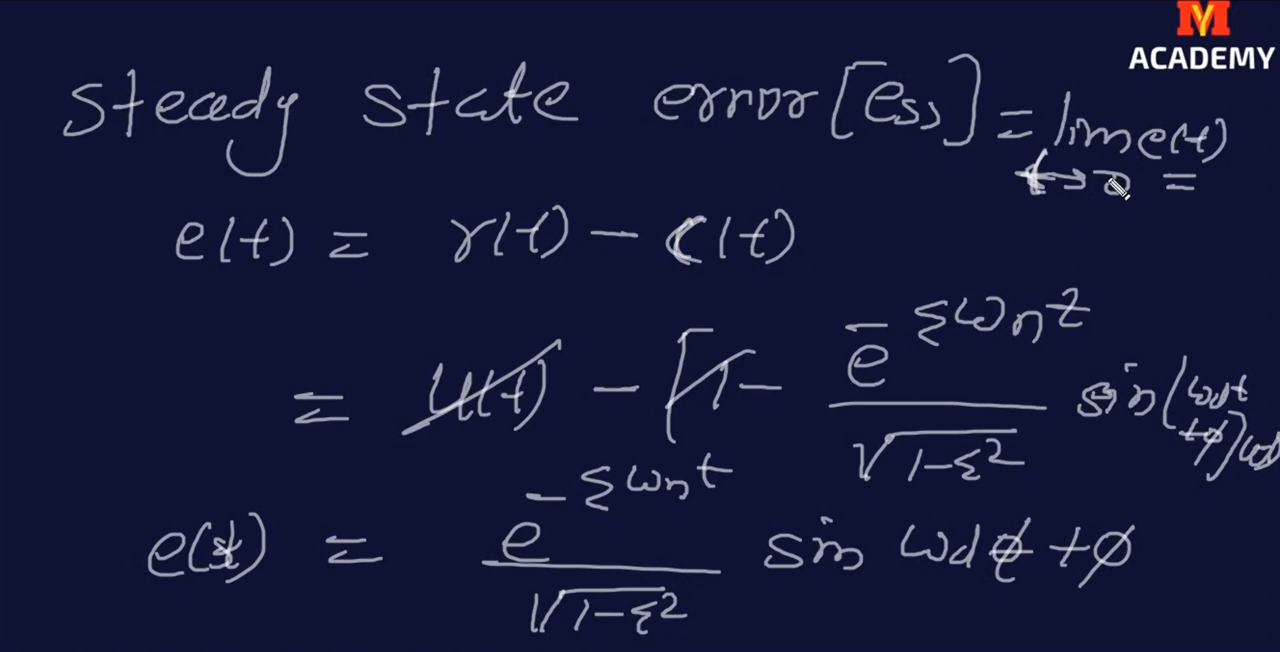 M
ACADEMY
Steady state error [ess] = lim e(t)
t→∞ =
e(t) = r(t) - c(t)
= u(t) - [1 - e^-ξωnt / √1-ξ² sin(ωdt +φ)]
e(t) = e^-ξωnt / √1-ξ² sin ωdt +φ